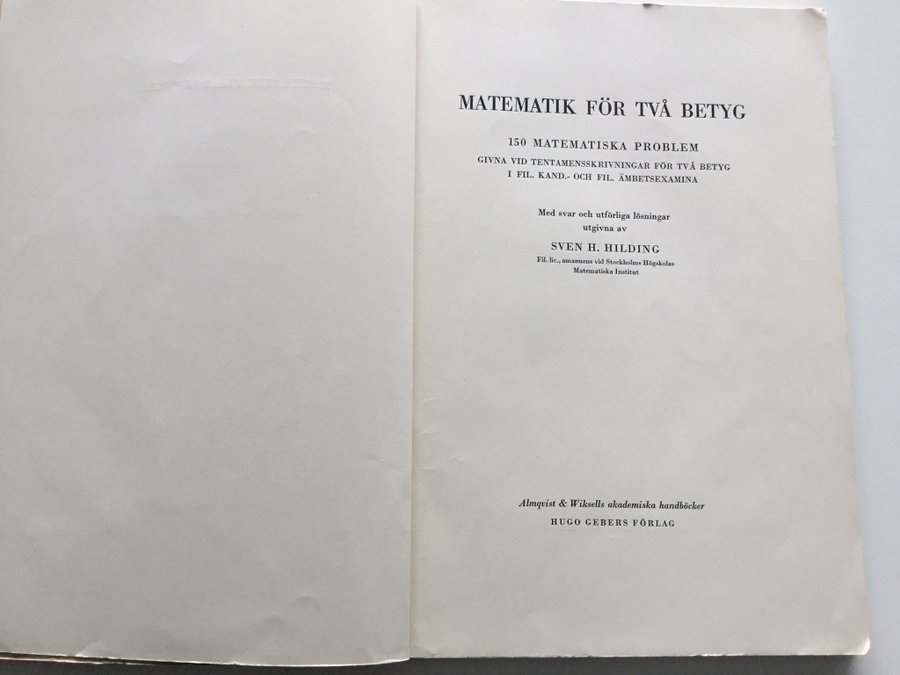 MATEMATIK FÖR TVÅ BETYG
150 MATEMATISKA PROBLEM
GIVNA VID TENTAMENSSKRIVNINGAR FÖR TVÅ BETYG
I FIL. KAND.- OCH FIL. ÄMBETSEXAMINA
Med svar och utförliga lösningar
utgivna av
SVEN H. HILDING
Fil. lic., amanuens vid Stockholms Högskolas
Matematiska Institut
Almqvist & Wiksells akademiska handböcker
HUGO GEBERS FÖRLAG